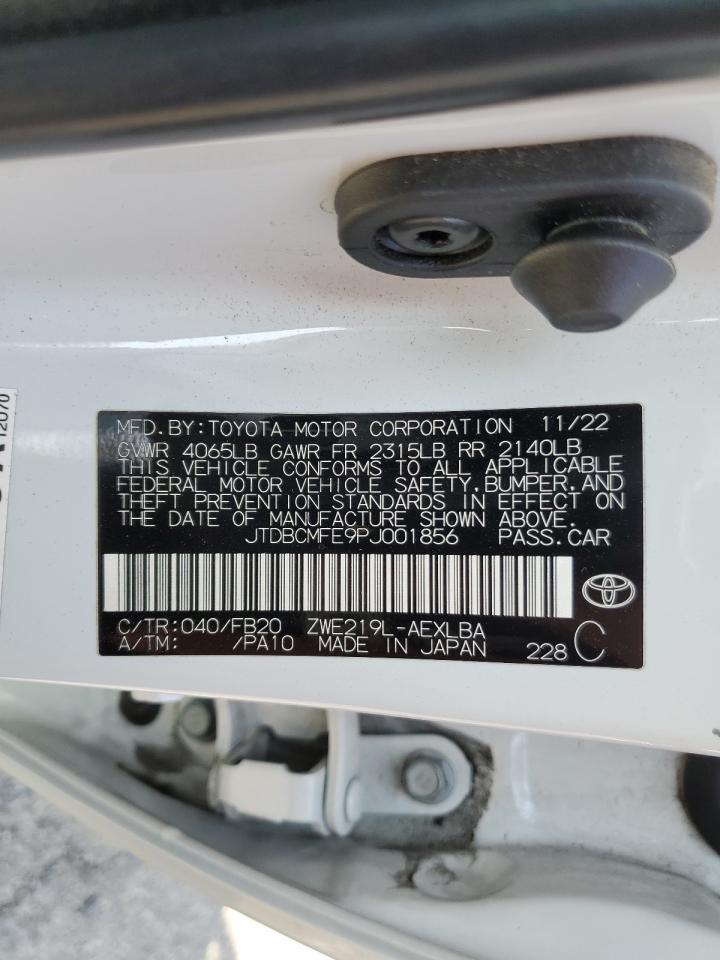 MFD.BY:TOYOTA MOTOR CORPORATION 11/22
GVWR 4065LB GAWR FR 2315LB RR 2140LB
THIS VEHICLE CONFORMS TO ALL APPLICABLE
FEDERAL MOTOR VEHICLE SAFETY,BUMPER,AND
THEFT PREVENTION STANDARDS IN EFFECT ON
THE DATE OF MANUFACTURE SHOWN ABOVE.
JTDBCMFE9PJ001856 PASS.CAR
C/TR:040/FB20 ZWE219L-AEXLBA
A/TM: /PA10 MADE IN JAPAN 228 C
12070